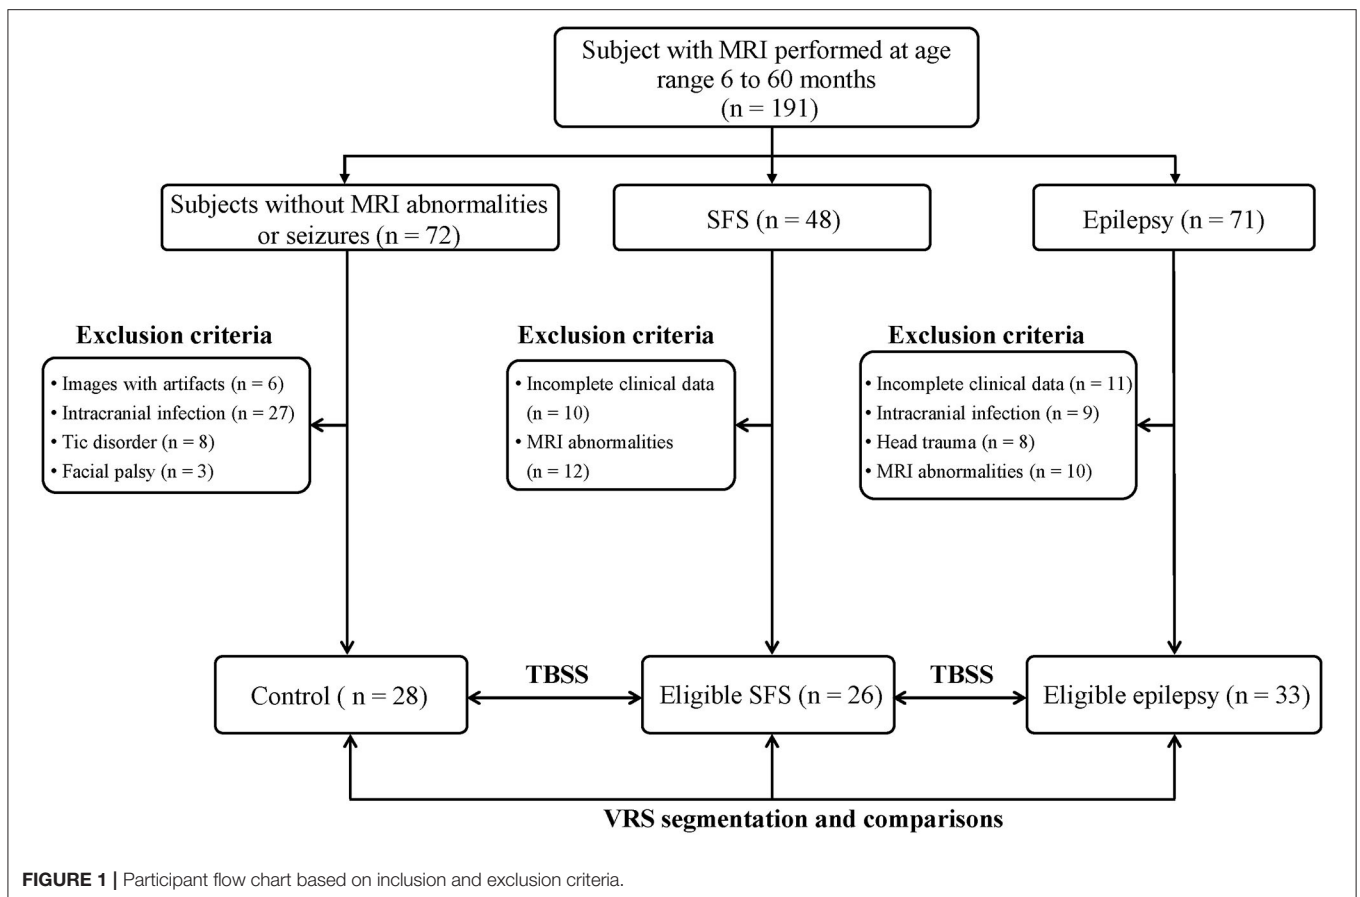 Subject with MRI performed at age
range 6 to 60 months
(n = 191)
Subjects without MRI abnormalities
or seizures (n = 72)
SFS (n = 48)
Epilepsy (n = 71)
Exclusion criteria
• Images with artifacts (n = 6)
• Intracranial infection (n = 27)
• Tic disorder (n = 8)
• Facial palsy (n = 3)
Exclusion criteria
• Incomplete clinical data
(n = 10)
• MRI abnormalities
(n = 12)
Exclusion criteria
• Incomplete clinical data (n = 11)
• Intracranial infection (n = 9)
• Head trauma (n = 8)
• MRI abnormalities (n = 10)
Control ( n = 28)
TBSS
Eligible SFS (n = 26)
TBSS
Eligible epilepsy (n = 33)
VRS segmentation and comparisons
FIGURE 1 | Participant flow chart based on inclusion and exclusion criteria.